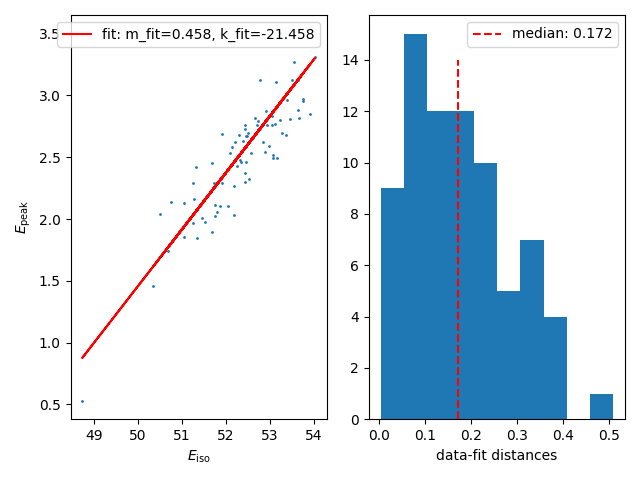 fit: m_fit=0.458, k_fit=-21.458
3.5
3.0
2.5
2.0
1.5
1.0
0.5
E_peak
49 50 51 52 53 54
E_iso
median: 0.172
14
12
10
8
6
4
2
0
0.0 0.1 0.2 0.3 0.4 0.5
data-fit distances